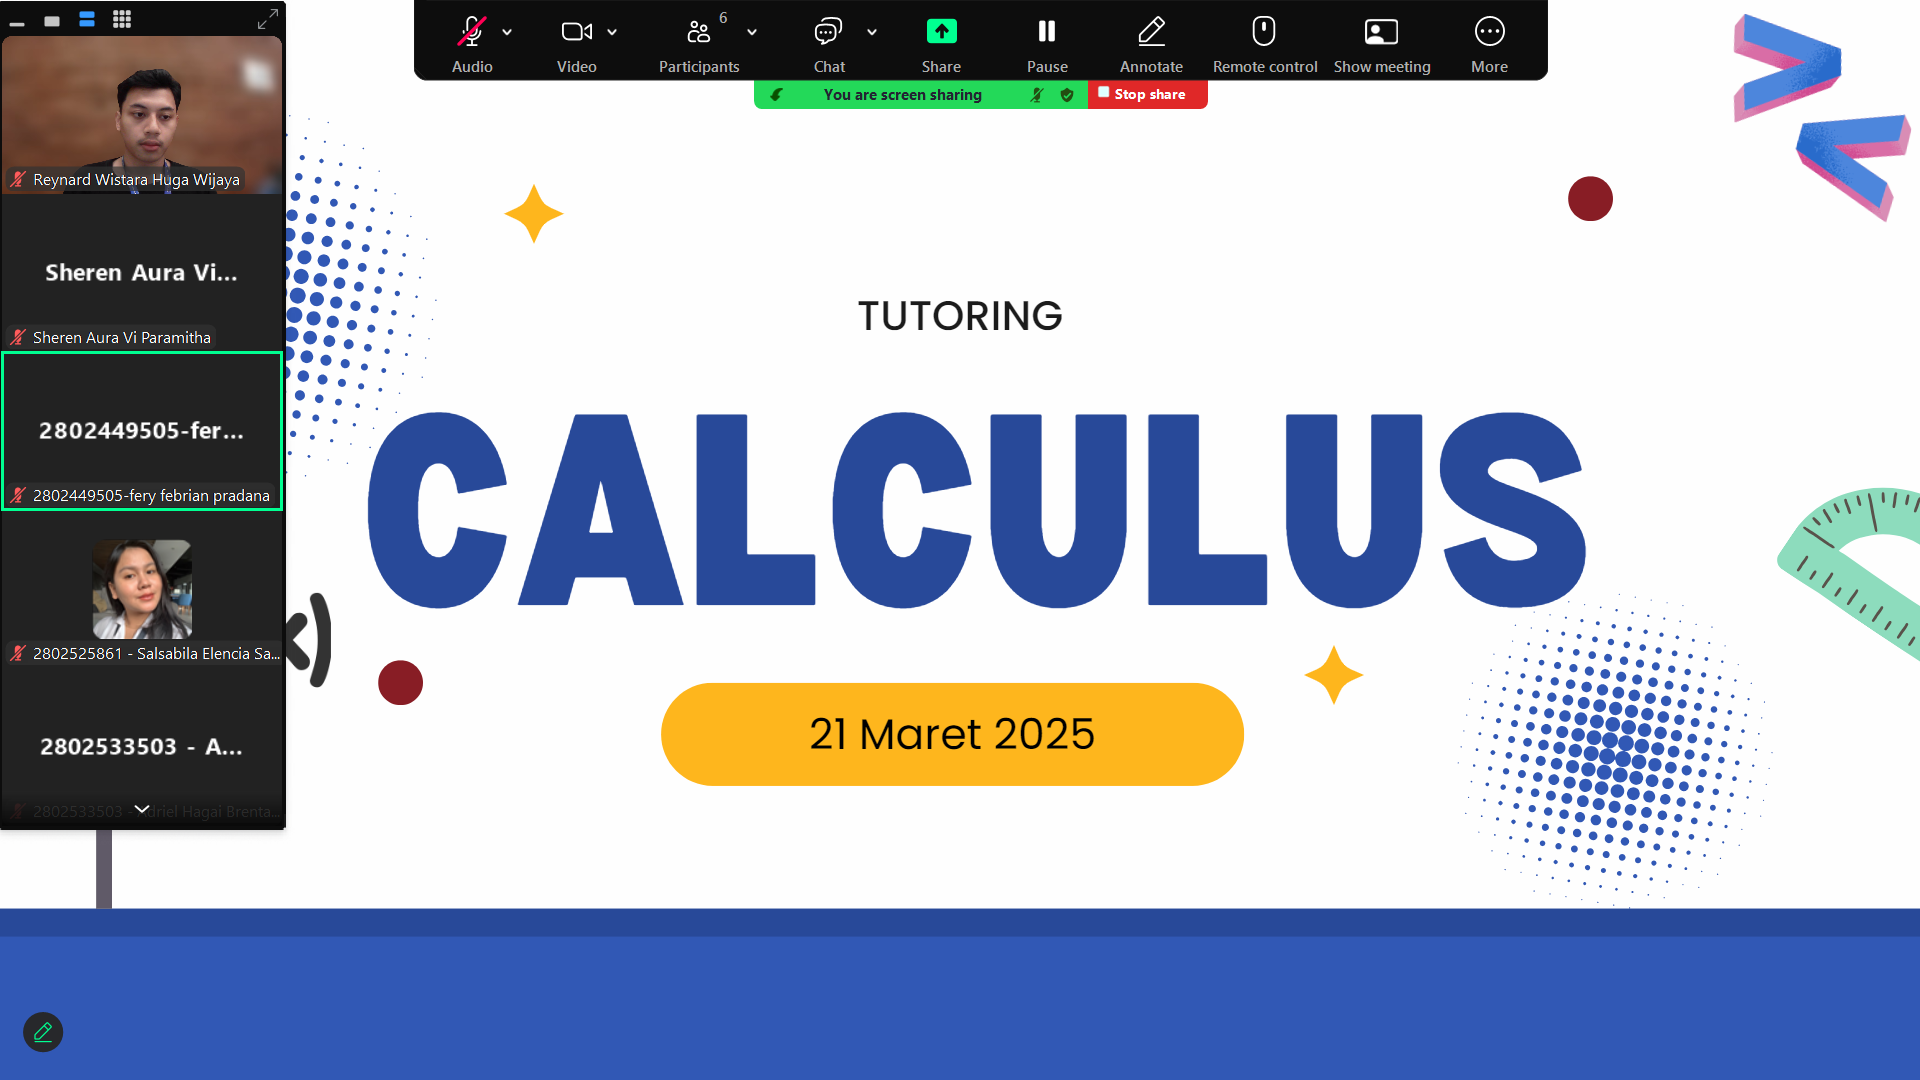 Audio
Video
6
Participants
Chat
Share
Pause
Annotate
Remote control
Show meeting
More
You are screen sharing
Stop share
Reynard Wistara Huga Wijaya
Sheren Aura Vi...
Sheren Aura Vi Paramitha
2802449505-fer...
2802449505-fery febrian pradana
2802525861 - Salsabila Elencia Sa...
2802533503 - A...
2802533503 - Adriel Hagai Brenta...
TUTORING
CALCULUS
21 Maret 2025